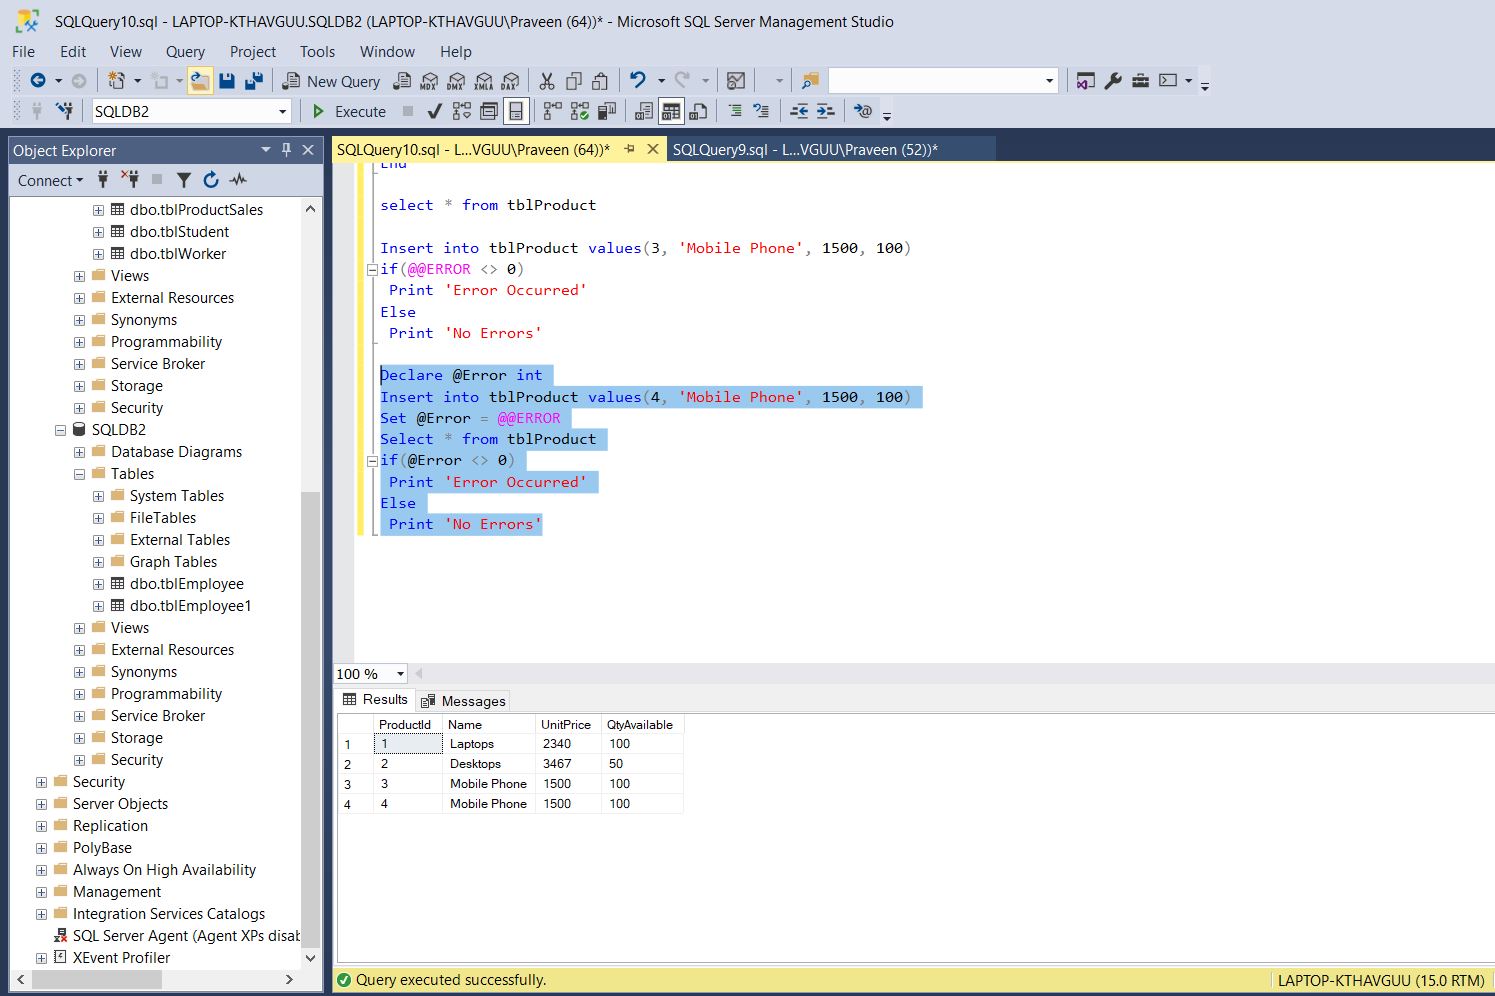 SQLQuery10.sql - LAPTOP-KTHAVGUU.SQLDB2 (LAPTOP-KTHAVGUU\Praveen (64))* - Microsoft SQL Server Management Studio
File Edit View Query Project Tools Window Help
New Query MDX DMX XMLA DAX
SQLDB2 Execute
Object Explorer
Connect
dbo.tblProductSales
dbo.tblStudent
dbo.tblWorker
Views
External Resources
Synonyms
Programmability
Service Broker
Storage
Security
SQLDB2
Database Diagrams
Tables
System Tables
FileTables
External Tables
Graph Tables
dbo.tblEmployee
dbo.tblEmployee1
Views
External Resources
Synonyms
Programmability
Service Broker
Storage
Security
Security
Server Objects
Replication
PolyBase
Always On High Availability
Management
Integration Services Catalogs
SQL Server Agent (Agent XPs disab
XEvent Profiler
SQLQuery10.sql - L...VGUU\Praveen (64))* SQLQuery9.sql - L...VGUU\Praveen (52))*
End
select * from tblProduct
Insert into tblProduct values(3, 'Mobile Phone', 1500, 100)
if(@@ERROR <> 0)
Print 'Error Occurred'
Else
Print 'No Errors'
Declare @Error int
Insert into tblProduct values(4, 'Mobile Phone', 1500, 100)
Set @Error = @@ERROR
Select * from tblProduct
if(@Error <> 0)
Print 'Error Occurred'
Else
Print 'No Errors'
100 %
Results Messages
ProductId Name UnitPrice QtyAvailable
1 1 Laptops 2340 100
2 2 Desktops 3467 50
3 3 Mobile Phone 1500 100
4 4 Mobile Phone 1500 100
Query executed successfully. LAPTOP-KTHAVGUU (15.0 RTM)